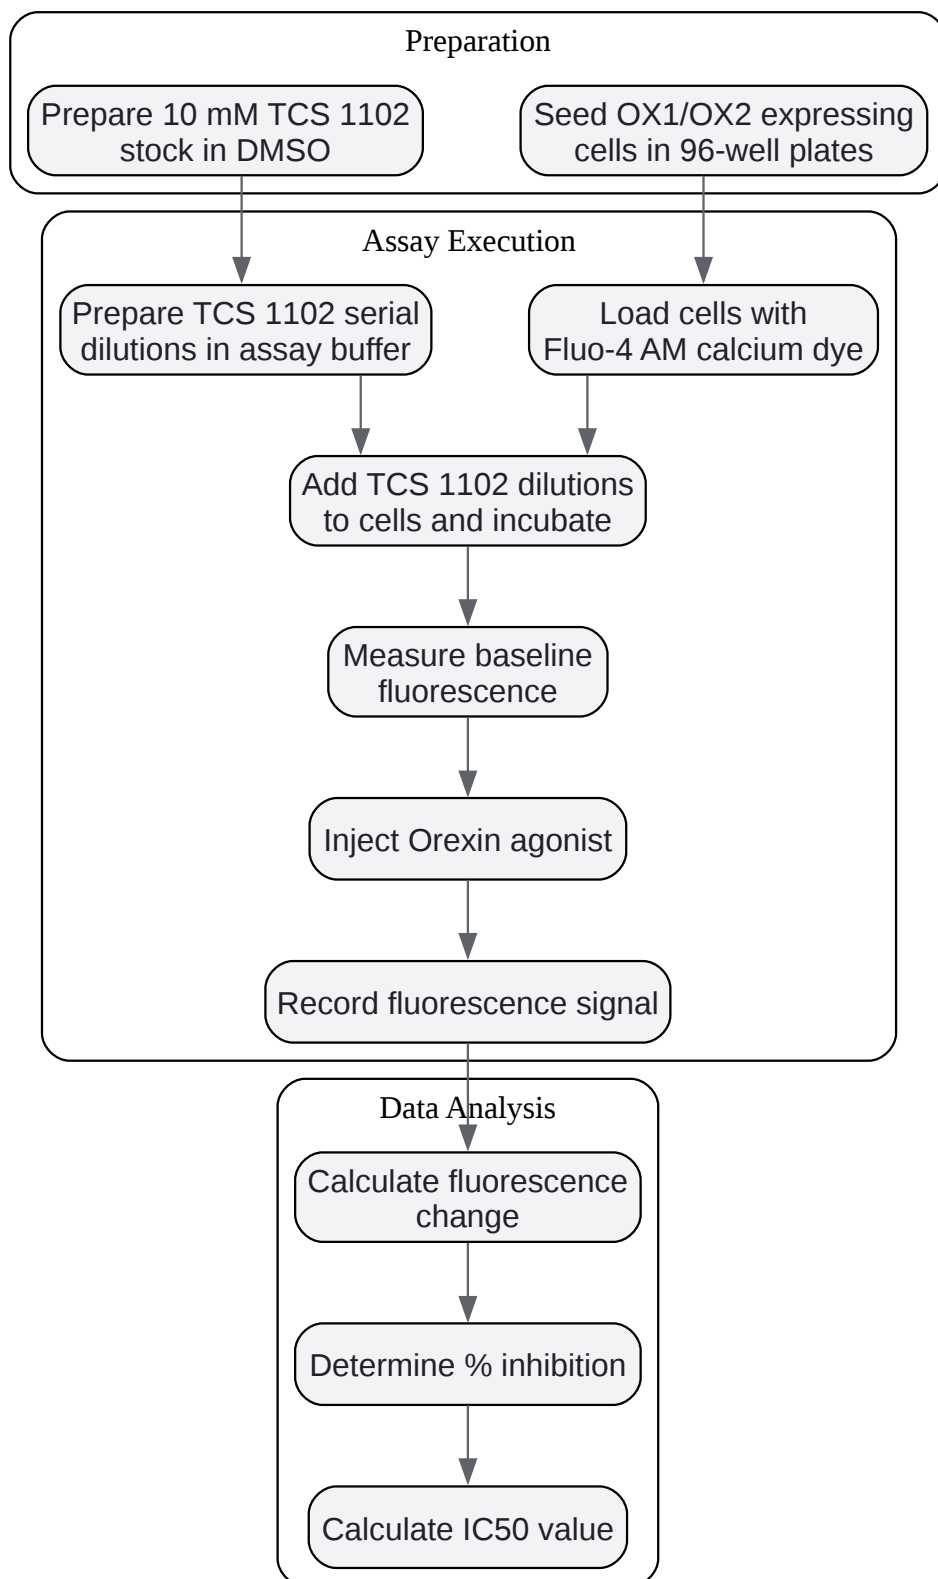 Preparation
Prepare 10 mM TCS 1102
stock in DMSO
Seed OX1/OX2 expressing
cells in 96-well plates
Assay Execution
Prepare TCS 1102 serial
dilutions in assay buffer
Load cells with
Fluo-4 AM calcium dye
Add TCS 1102 dilutions
to cells and incubate
Measure baseline
fluorescence
Inject Orexin agonist
Record fluorescence signal
Data Analysis
Calculate fluorescence
change
Determine % inhibition
Calculate IC50 value